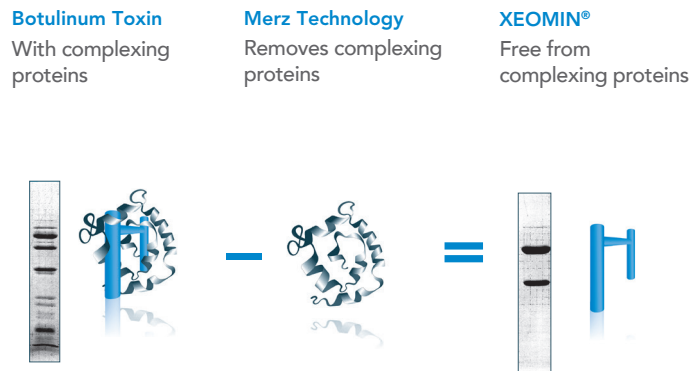 Botulinum Toxin
With complexing
proteins
Merz Technology
Removes complexing
proteins
XEOMIN®
Free from
complexing proteins